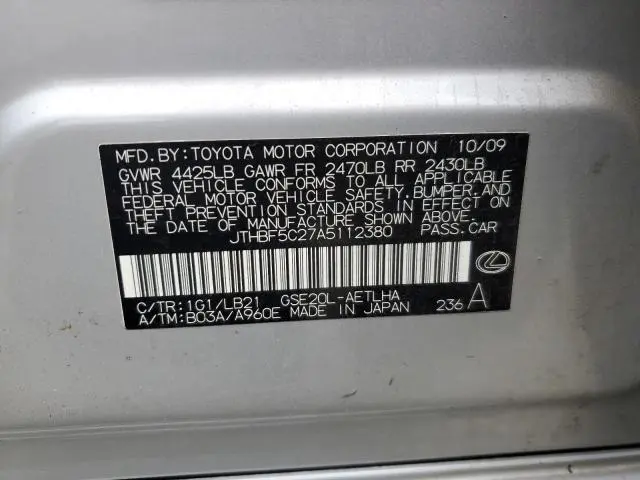 MFD. BY: TOYOTA MOTOR CORPORATION 10/09
GVWR 4425LB GAWR FR 2470LB RR 2430LB
THIS VEHICLE CONFORMS TO ALL APPLICABLE
FEDERAL MOTOR VEHICLE SAFETY, BUMPER, AND
THEFT PREVENTION STANDARDS IN EFFECT ON
THE DATE OF MANUFACTURE SHOWN ABOVE.
JTHBF5C27A5112380 PASS. CAR
C/TR: 1G1/LB21 GSE20L-AETLHA
A/TM: B03A/A960E MADE IN JAPAN 236 A